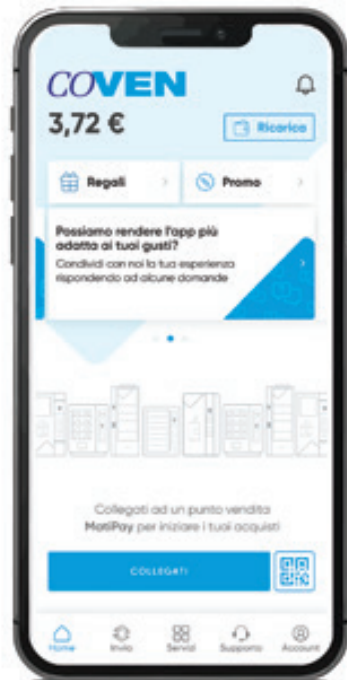 COVEN
3,72 €
Ricarica
Regali
Promo
Possiamo rendere l'app più
adatta ai tuoi gusti?
Condividi con noi la tua esperienza
rispondendo ad alcune domande
Collegati ad un punto vendita
MatiPay per iniziare i tuoi acquisti
COLLEGATI
Home
Invia
Servizi
Supporto
Account